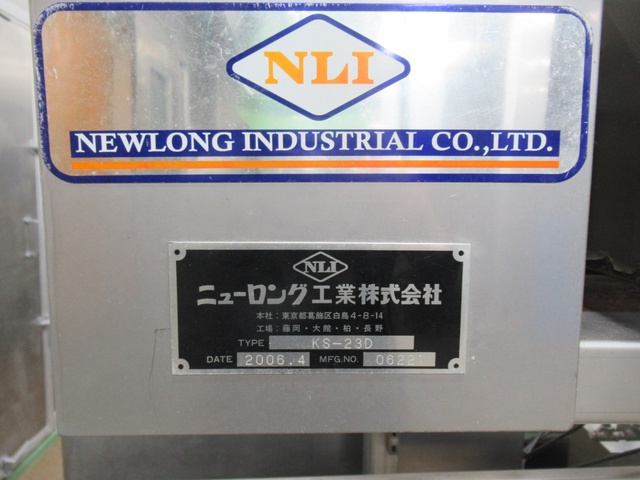 NLI
NEWLONG INDUSTRIAL CO.,LTD.
NLI
ニューロング工業株式会社
本社:東京都葛飾区白鳥4-8-14
工場:藤岡・大館・柏・長野
TYPE KS-23D
DATE 2006.4 MFG.NO. 06221